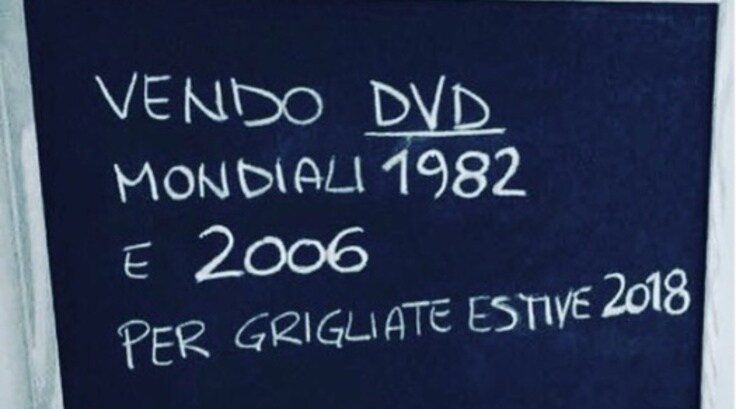 VENDO DVD
MONDIALI 1982
E 2006
PER GRIGLIATE ESTIVE 2018